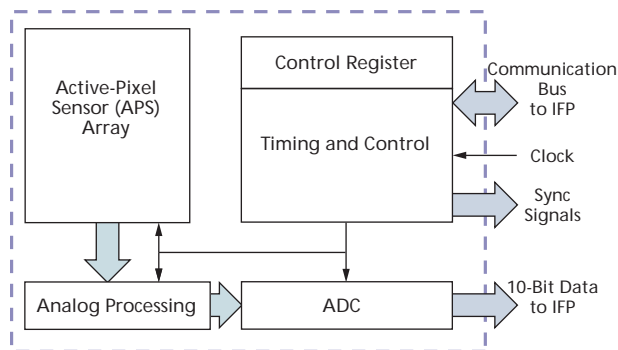 Active-Pixel
Sensor (APS)
Array
Control Register
Timing and Control
Communication
Bus
to IFP
Clock
Sync
Signals
Analog Processing
ADC
10-Bit Data
to IFP